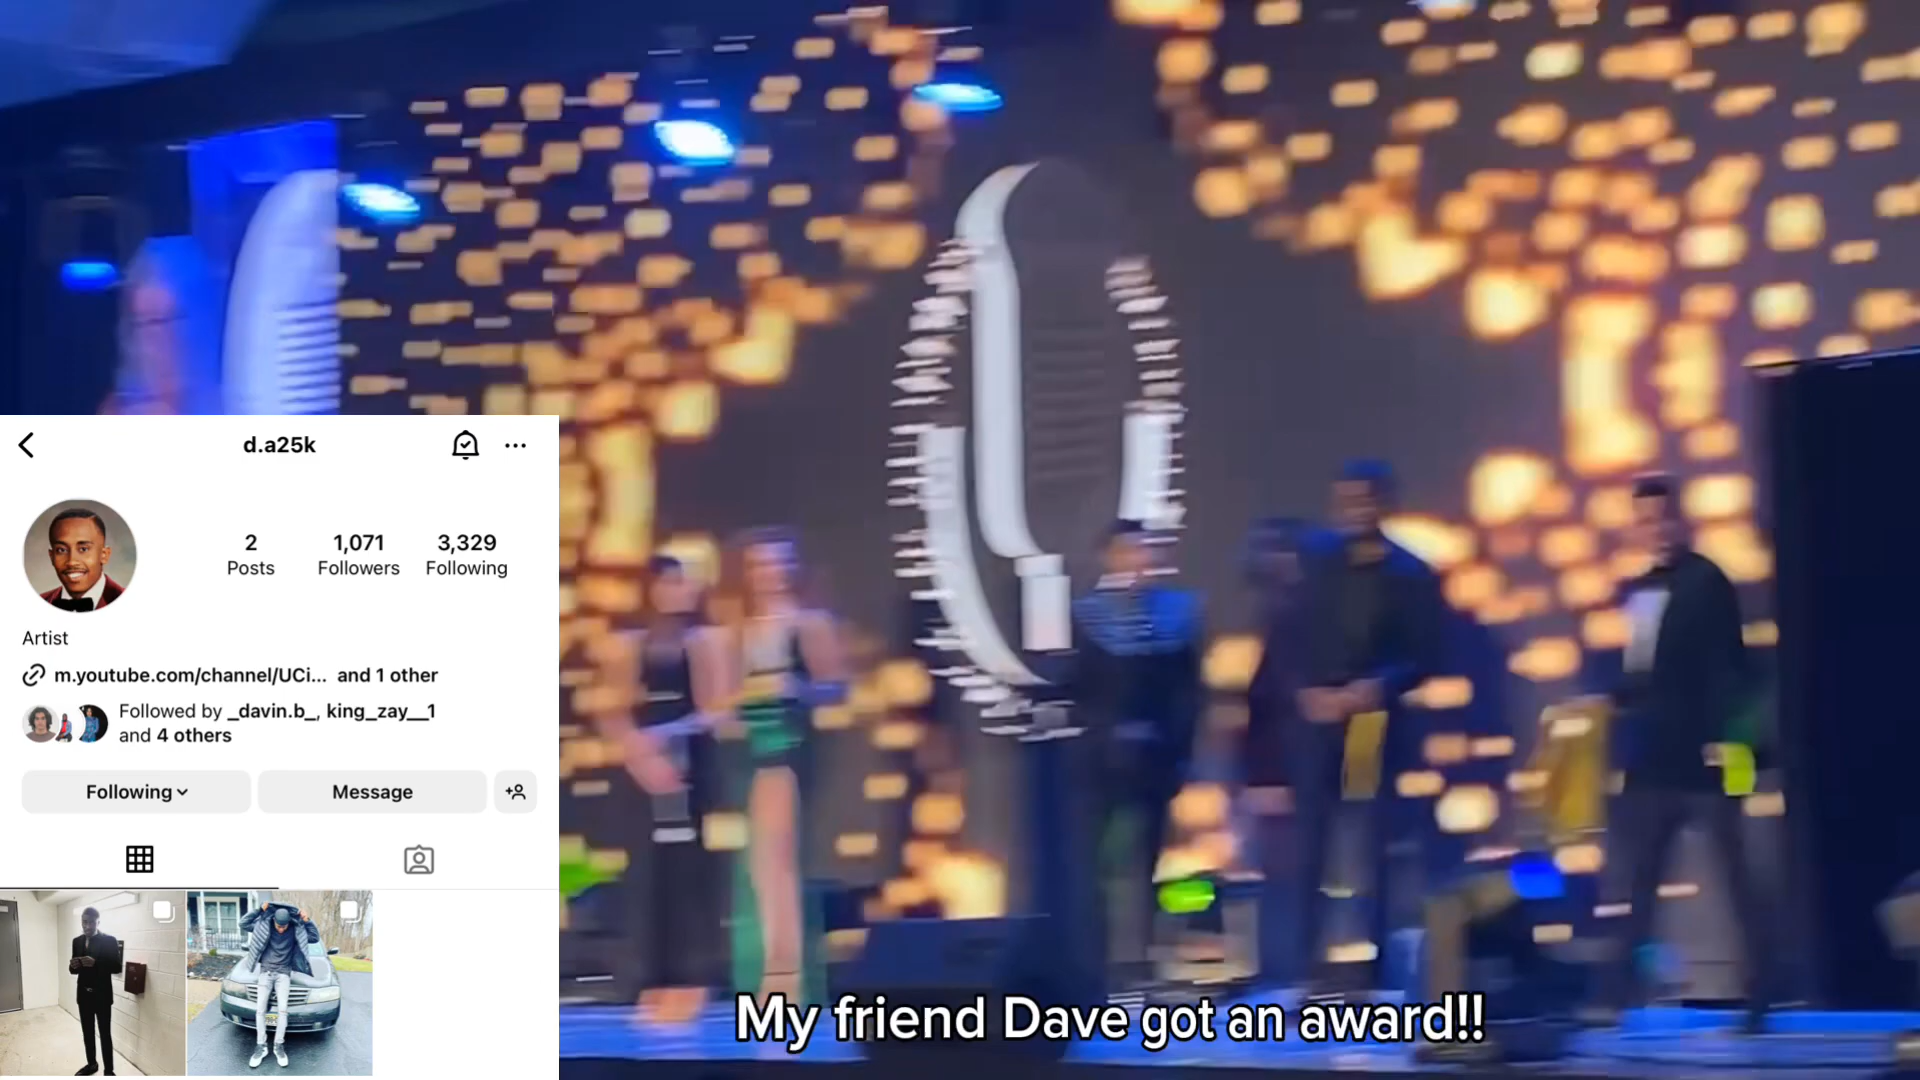 d.a25k
2
Posts
1,071
Followers
3,329
Following
Artist
m.youtube.com/channel/UCi... and 1 other
Followed by _davin.b_, king_zay__1
and 4 others
Following
Message
My friend Dave got an award!!